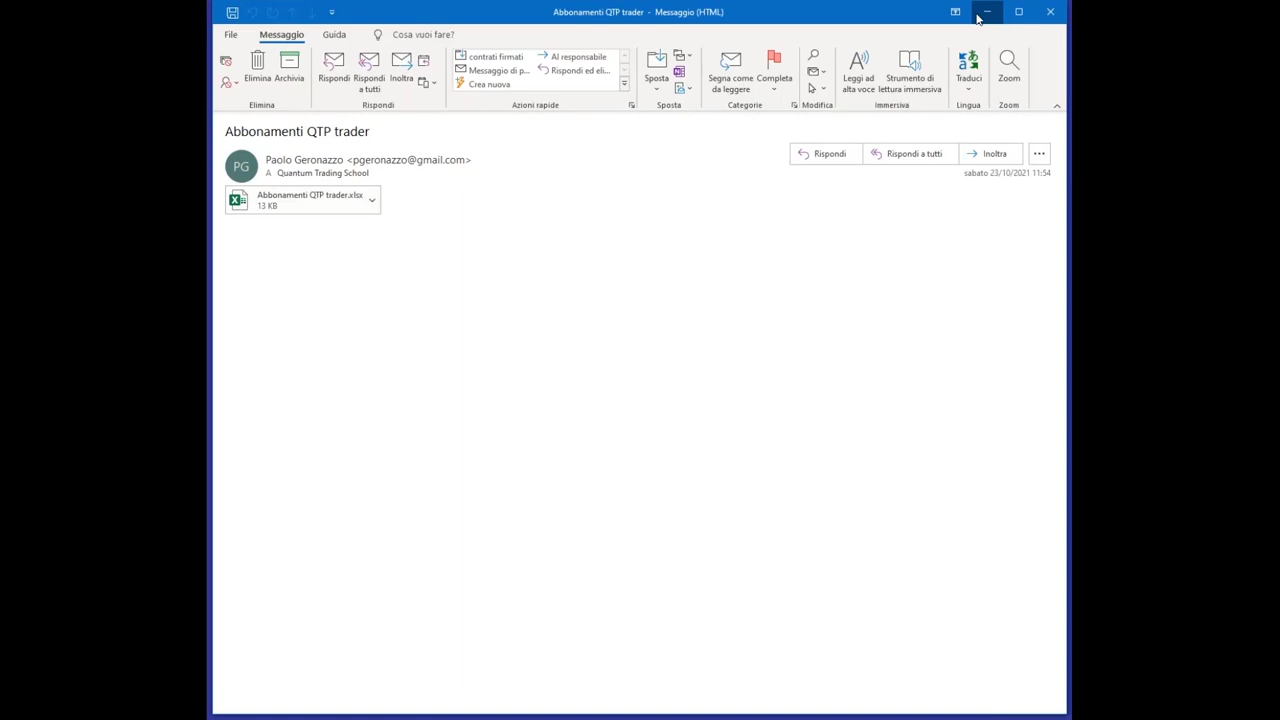 Abbonamenti QTP trader - Messaggio (HTML)
File Messaggio Guida Cosa vuoi fare?
Elimina Archivia
Rispondi Rispondi a tutti Inoltra
contrati firmati Al responsabile
Messaggio di p... Rispondi ed eli...
Crea nuova
Sposta
Segna come da leggere Completa
Leggi ad alta voce Strumento di lettura immersiva
Traduci
Zoom
Elimina Rispondi Azioni rapide Sposta Categorie Modifica Immersiva Lingua Zoom
Abbonamenti QTP trader
PG
Paolo Geronazzo <pgeronazzo@gmail.com>
A Quantum Trading School
Rispondi Rispondi a tutti Inoltra
sabato 23/10/2021 11:54
Abbonamenti QTP trader.xlsx
13 KB